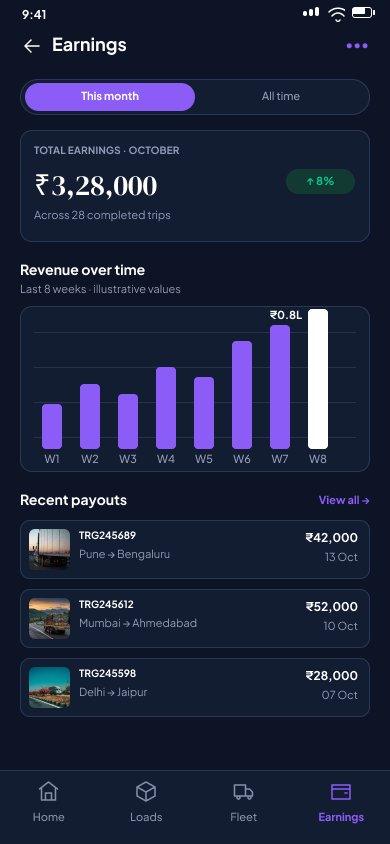 9:41
Earnings
This month
All time
TOTAL EARNINGS · OCTOBER
₹3,28,000
↑ 8%
Across 28 completed trips
Revenue over time
Last 8 weeks · illustrative values
₹0.8L
W1 W2 W3 W4 W5 W6 W7 W8
Recent payouts
View all →
TRG245689
₹42,000
Pune → Bengaluru
13 Oct
TRG245612
₹52,000
Mumbai → Ahmedabad
10 Oct
TRG245598
₹28,000
Delhi → Jaipur
07 Oct
Home
Loads
Fleet
Earnings